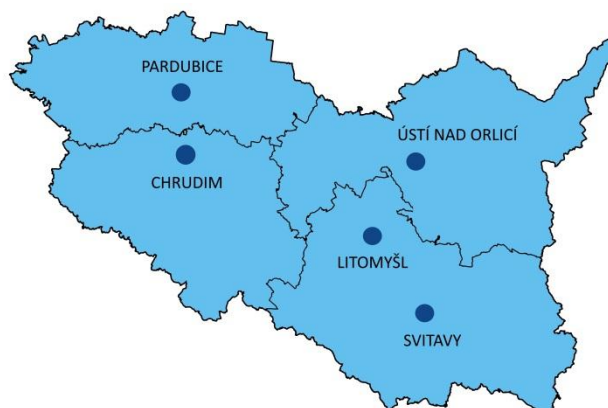 PARDUBICE
ÚSTÍ NAD ORLICÍ
CHRUDIM
LITOMYŠL
SVITAVY